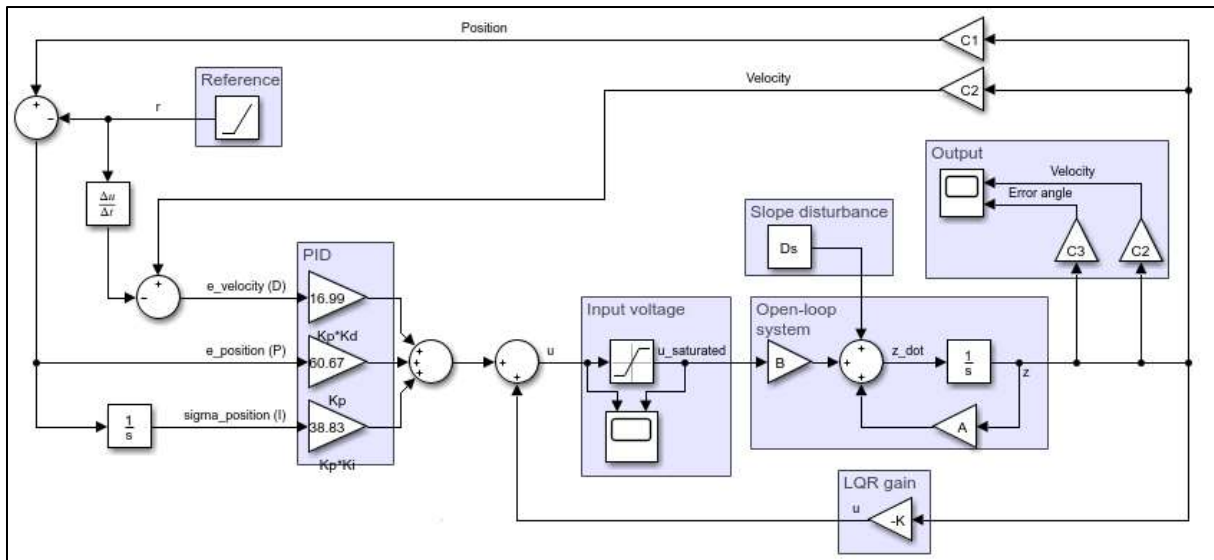 Position
C1
Reference
Velocity
C2
r
Output
Velocity
Error angle
Δu
Δt
Slope disturbance
Ds
C3
C2
PID
e_velocity (D)
16.99
Kp*Kd
Input voltage
Open-loop
system
e_position (P)
60.67
u
u_saturated
B
z_dot
1
s
z
Kp
sigma_position (I)
1
s
38.83
A
Kp*Ki
LQR gain
u
-K